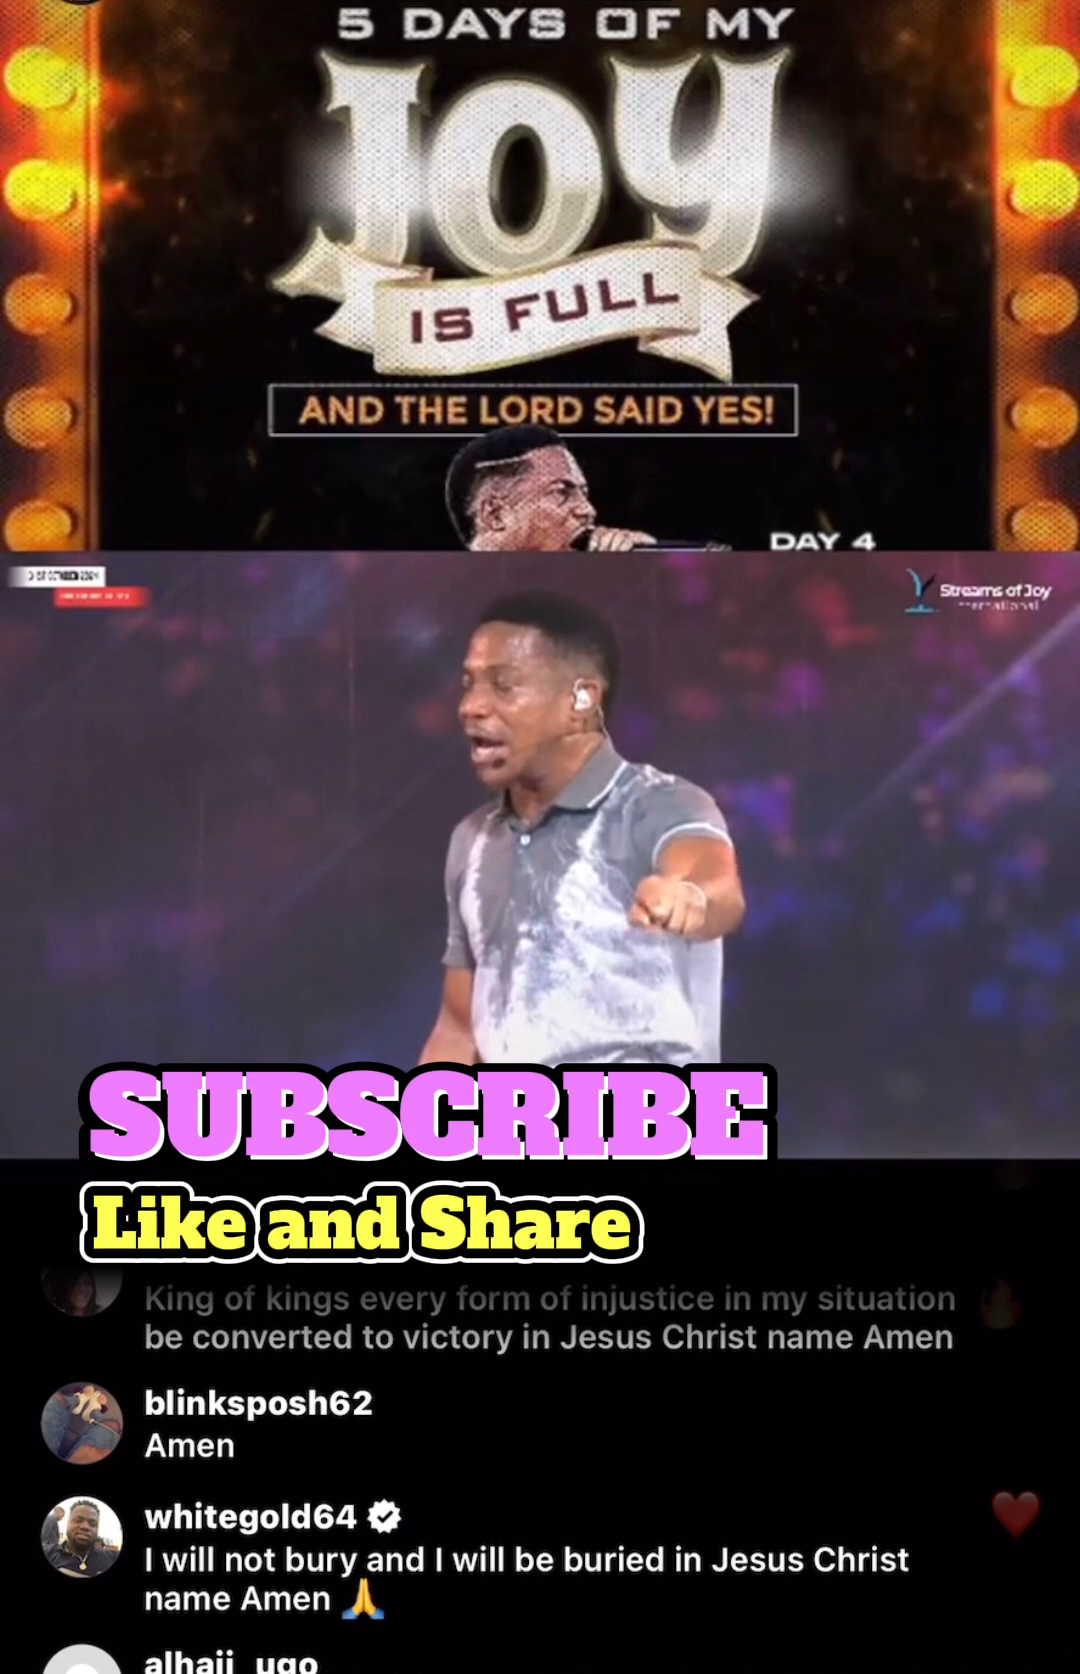 5 DAYS OF MY
JOY
IS FULL
AND THE LORD SAID YES!
DAY 4
Streams of Joy
SUBSCRIBE
Like and Share
King of kings every form of injustice in my situation
be converted to victory in Jesus Christ name Amen
blinksposh62
Amen
whitegold64
I will not bury and I will be buried in Jesus Christ
name Amen 🙏
alhaji_ugo